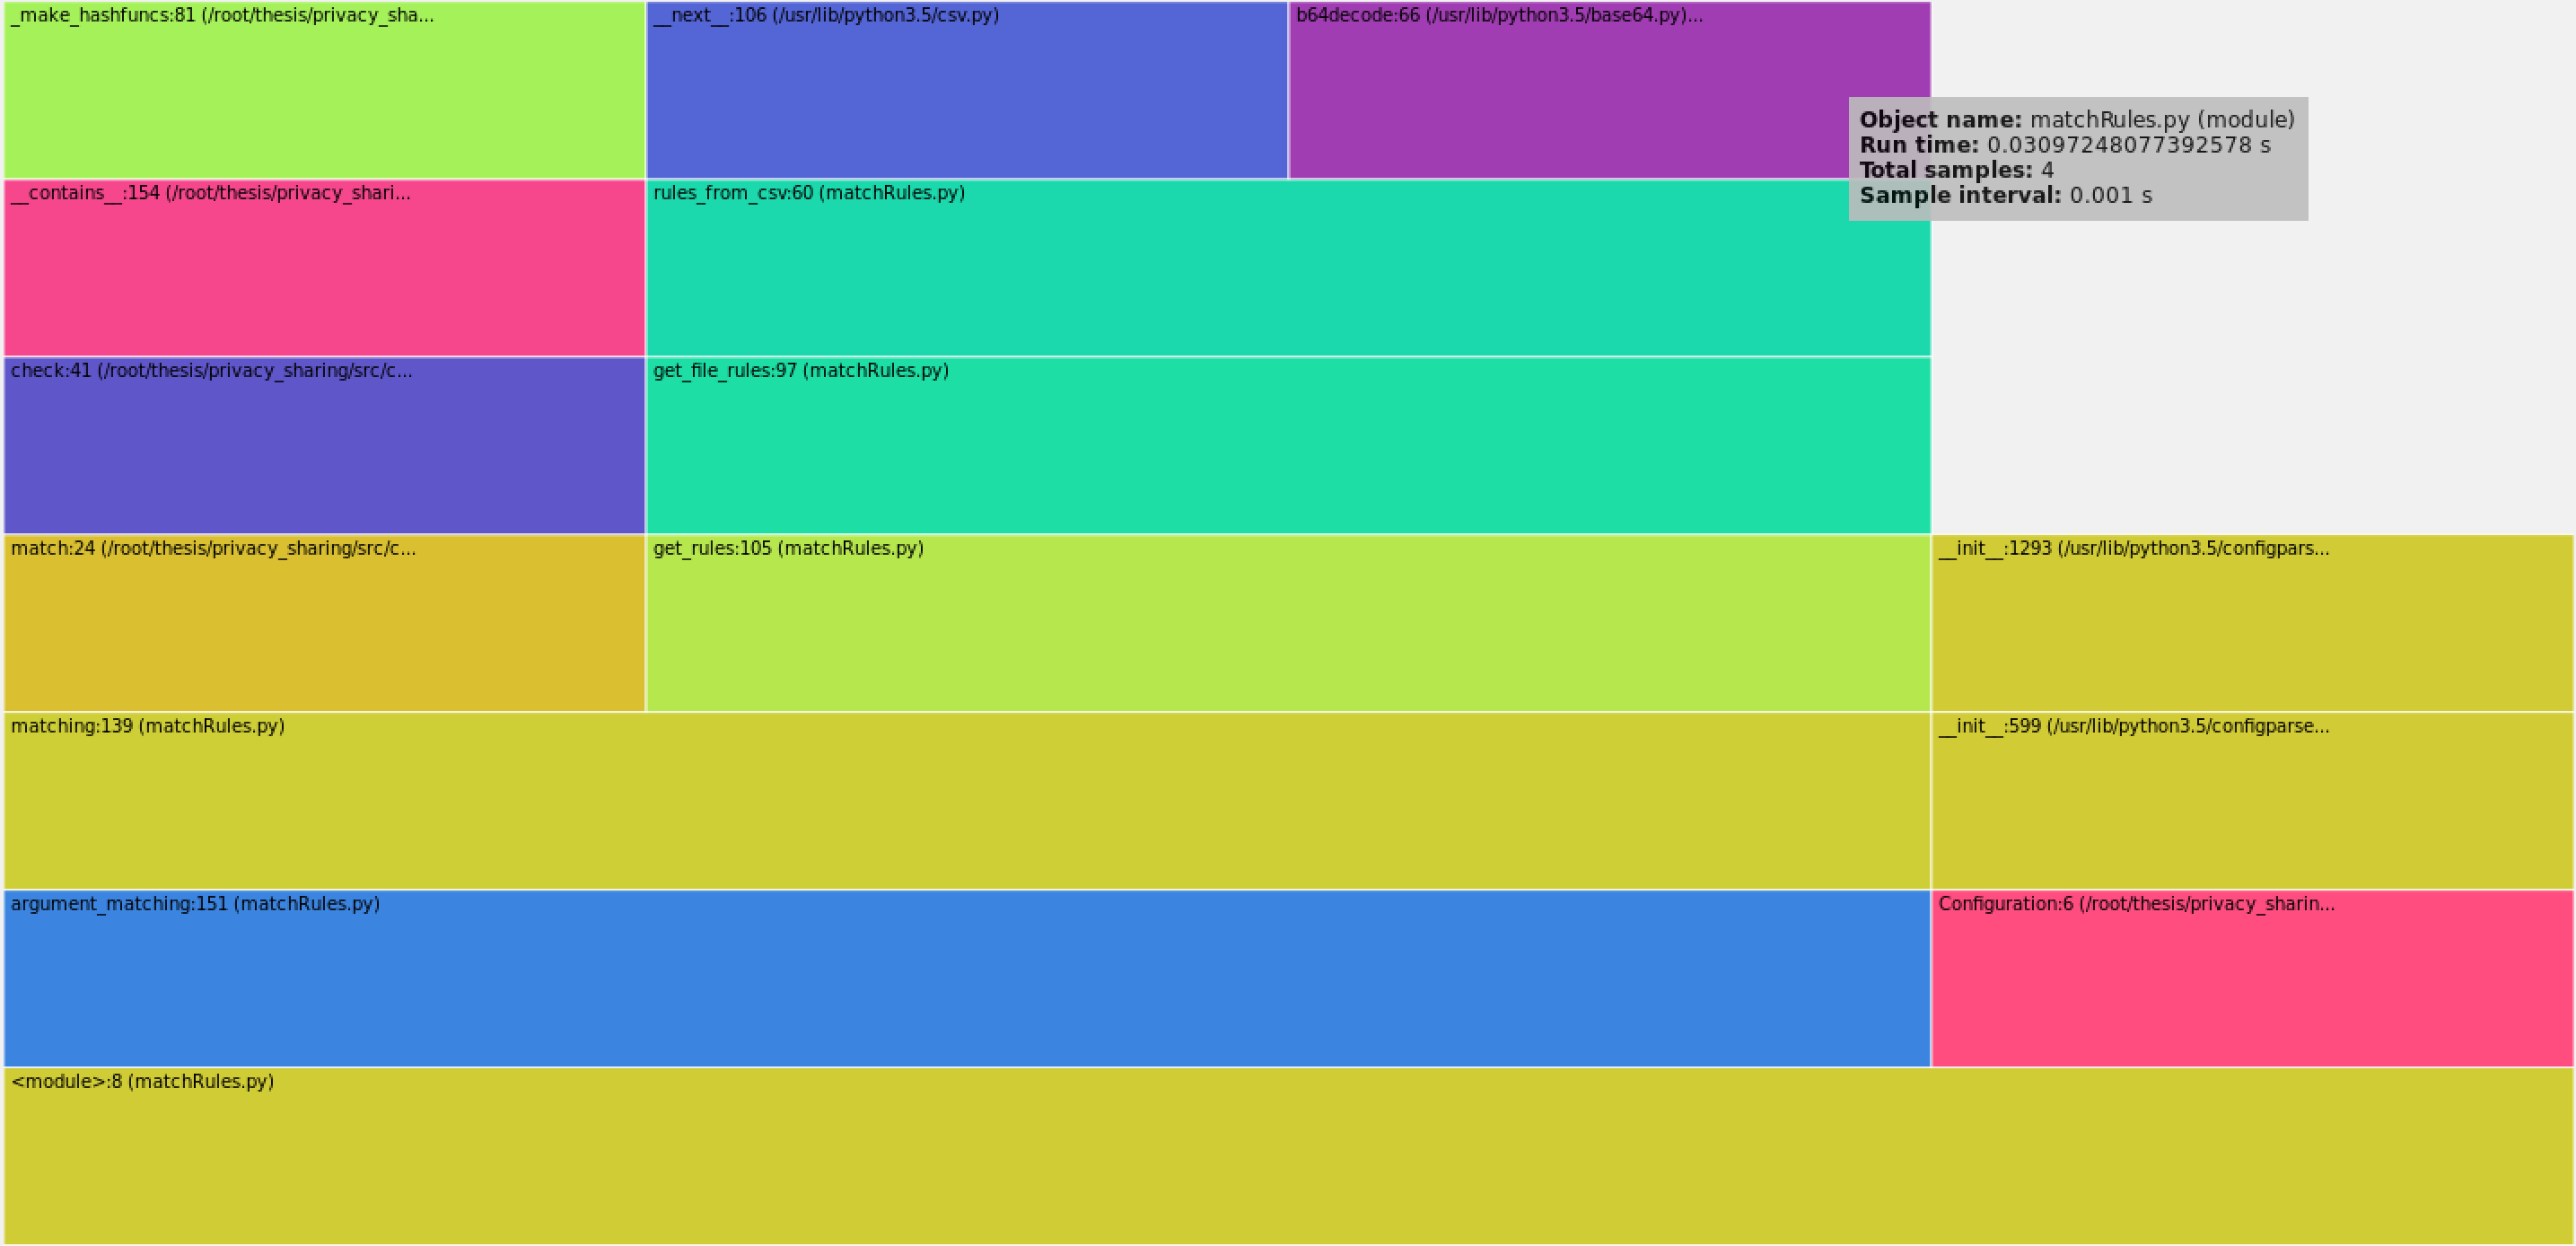 _make_hashfuncs:81 (/root/thesis/privacy_sha...
__next__:106 (/usr/lib/python3.5/csv.py)
b64decode:66 (/usr/lib/python3.5/base64.py)...
Object name: matchRules.py (module)
Run time: 0.03097248077392578 s
Total samples: 4
Sample interval: 0.001 s
__contains__:154 (/root/thesis/privacy_shari...
rules_from_csv:60 (matchRules.py)
check:41 (/root/thesis/privacy_sharing/src/c...
get_file_rules:97 (matchRules.py)
match:24 (/root/thesis/privacy_sharing/src/c...
get_rules:105 (matchRules.py)
__init__:1293 (/usr/lib/python3.5/configpars...
matching:139 (matchRules.py)
__init__:599 (/usr/lib/python3.5/configparse...
argument_matching:151 (matchRules.py)
Configuration:6 (/root/thesis/privacy_sharin...
<module>:8 (matchRules.py)